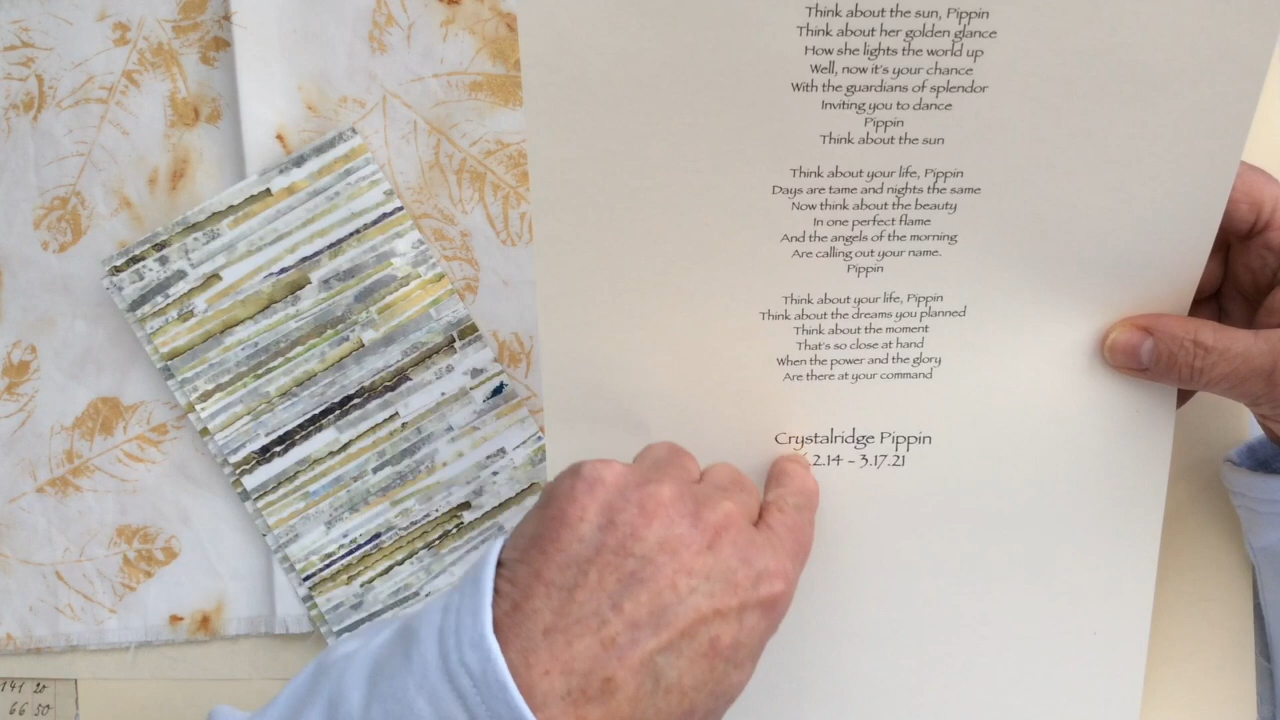 Think about the sun, Pippin
Think about her golden glance
How she lights the world up
Well, now it's your chance
With the guardians of splendor
Inviting you to dance
Pippin
Think about the sun
Think about your life, Pippin
Days are tame and nights the same
Now think about the beauty
In one perfect flame
And the angels of the morning
Are calling out your name.
Pippin
Think about your life, Pippin
Think about the dreams you planned
Think about the moment
That's so close at hand
When the power and the glory
Are there at your command
Crystalridge Pippin
.2.14 – 3.17.21
141 20
66 50